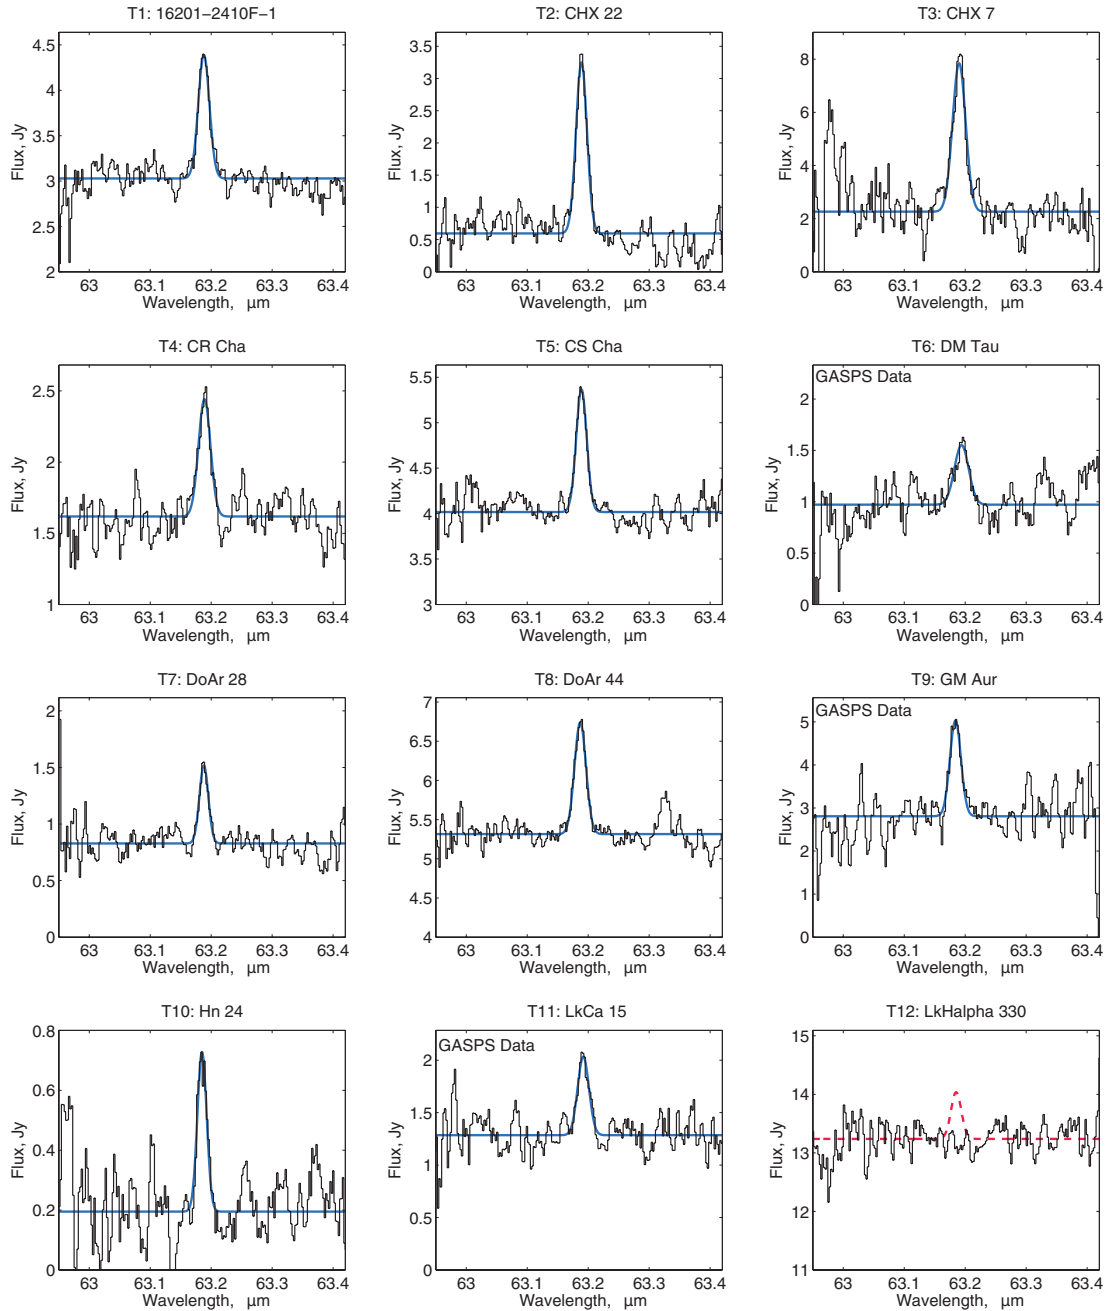 T1: 16201−2410F−1
4.5
4
3.5
3
2.5
2
Flux, Jy
63 63.1 63.2 63.3 63.4
Wavelength, μm
T2: CHX 22
3.5
3
2.5
2
1.5
1
0.5
0
Flux, Jy
63 63.1 63.2 63.3 63.4
Wavelength, μm
T3: CHX 7
8
6
4
2
0
Flux, Jy
63 63.1 63.2 63.3 63.4
Wavelength, μm
T4: CR Cha
2.5
2
1.5
1
Flux, Jy
63 63.1 63.2 63.3 63.4
Wavelength, μm
T5: CS Cha
5.5
5
4.5
4
3.5
3
Flux, Jy
63 63.1 63.2 63.3 63.4
Wavelength, μm
T6: DM Tau
GASPS Data
2
1.5
1
0.5
0
Flux, Jy
63 63.1 63.2 63.3 63.4
Wavelength, μm
T7: DoAr 28
2
1.5
1
0.5
0
Flux, Jy
63 63.1 63.2 63.3 63.4
Wavelength, μm
T8: DoAr 44
7
6.5
6
5.5
5
4.5
4
Flux, Jy
63 63.1 63.2 63.3 63.4
Wavelength, μm
T9: GM Aur
GASPS Data
5
4
3
2
1
0
Flux, Jy
63 63.1 63.2 63.3 63.4
Wavelength, μm
T10: Hn 24
0.8
0.6
0.4
0.2
0
Flux, Jy
63 63.1 63.2 63.3 63.4
Wavelength, μm
T11: LkCa 15
GASPS Data
2
1.5
1
0.5
0
Flux, Jy
63 63.1 63.2 63.3 63.4
Wavelength, μm
T12: LkHalpha 330
15
14
13
12
11
Flux, Jy
63 63.1 63.2 63.3 63.4
Wavelength, μm